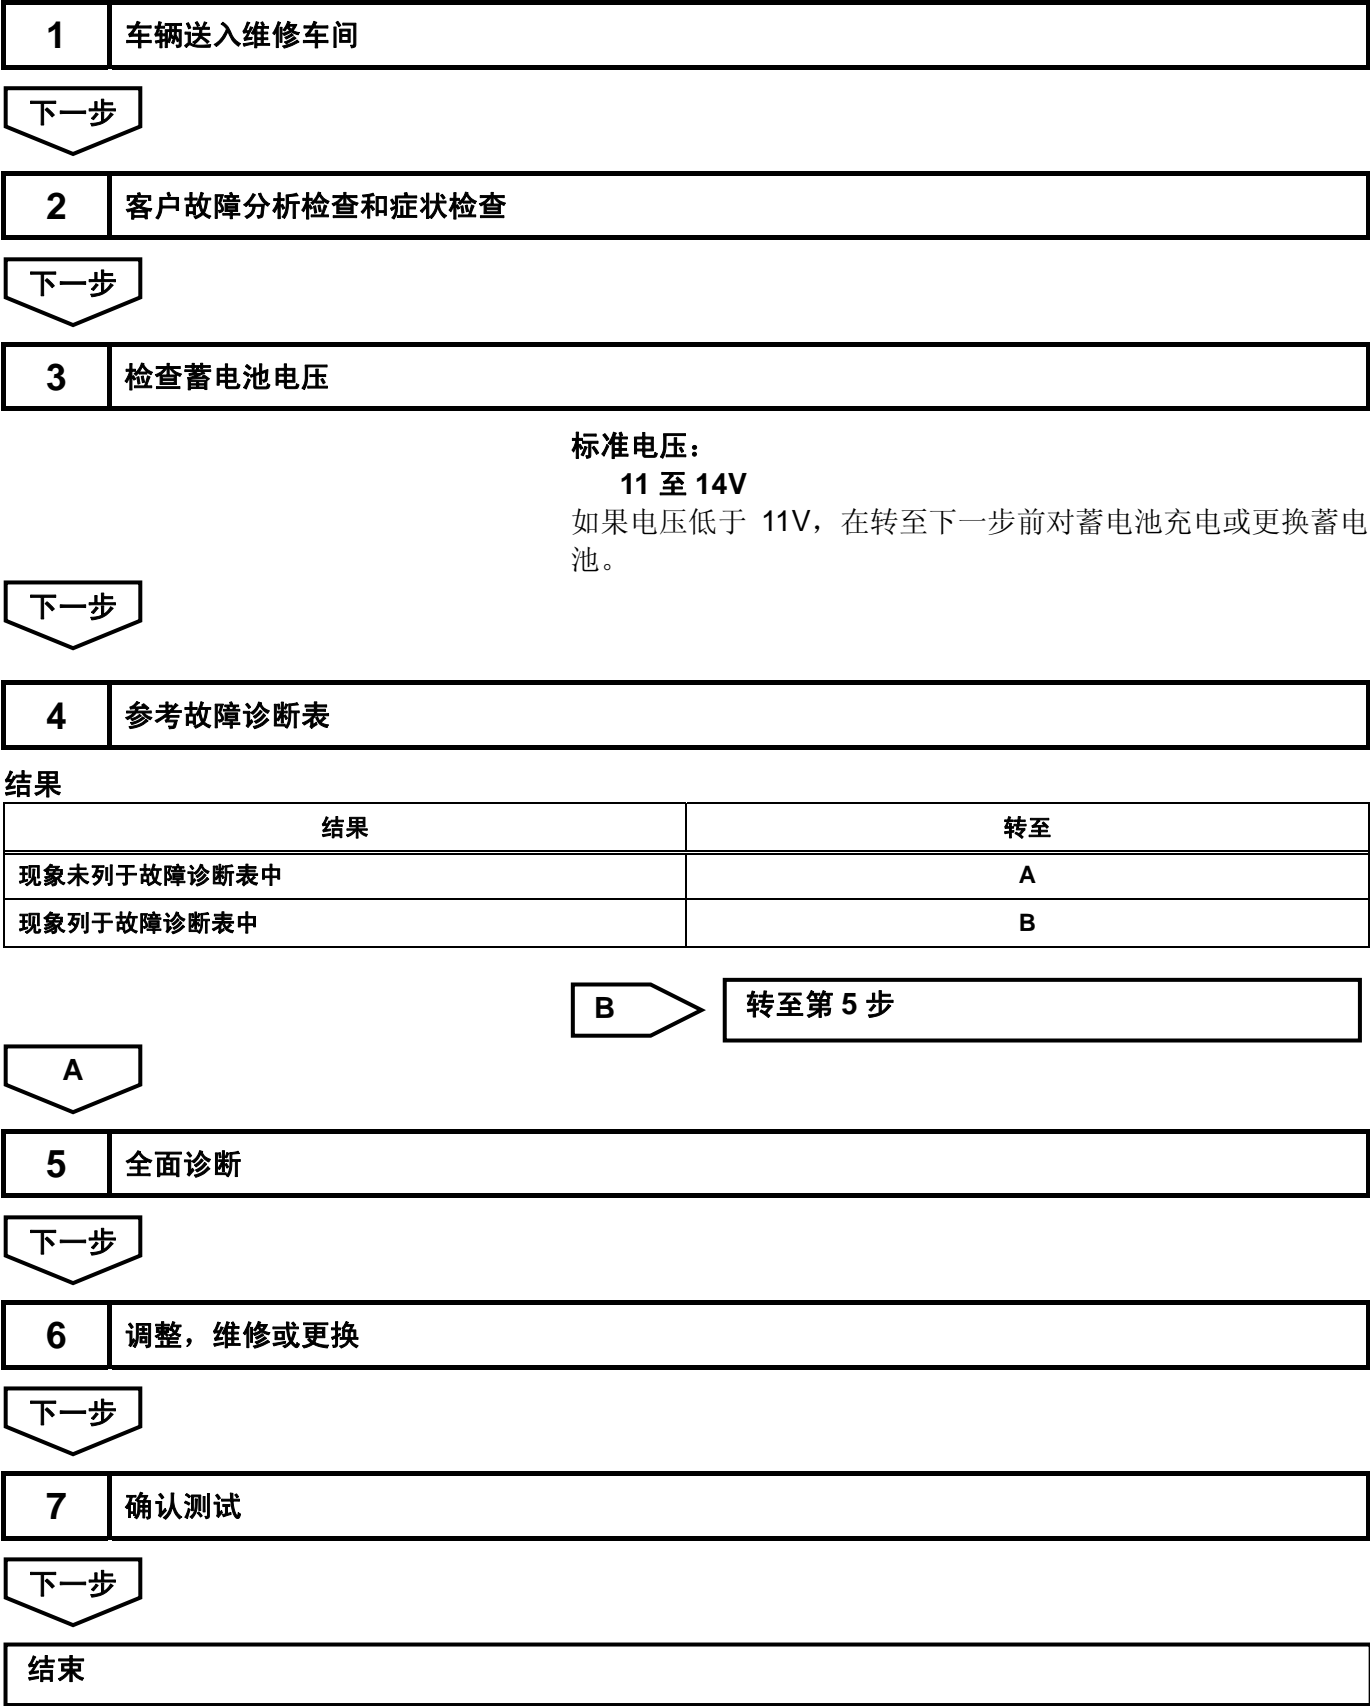 1 车辆送入维修车间
下一步
2 客户故障分析检查和症状检查
下一步
3 检查蓄电池电压
标准电压：
11 至 14V
如果电压低于 11V，在转至下一步前对蓄电池充电或更换蓄电
池。
下一步
4 参考故障诊断表
结果
结果 转至
现象未列于故障诊断表中 A
现象列于故障诊断表中 B
B 转至第 5 步
A
5 全面诊断
下一步
6 调整，维修或更换
下一步
7 确认测试
下一步
结束